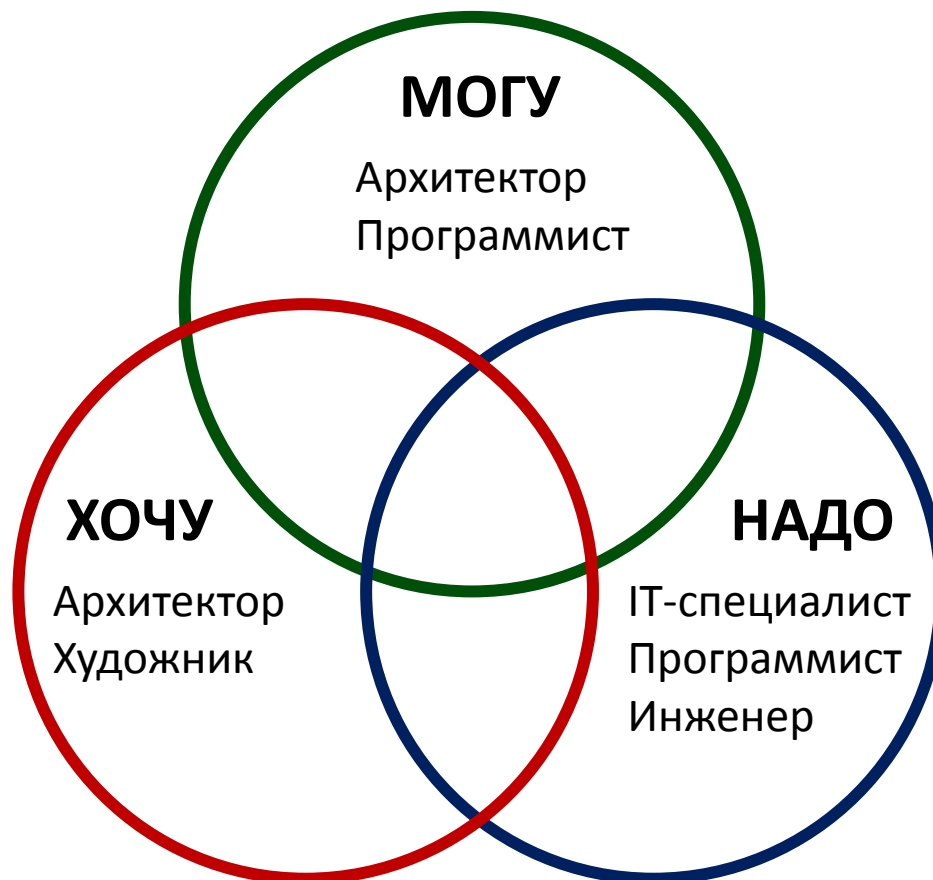 МОГУ
Архитектор
Программист
ХОЧУ
Архитектор
Художник
НАДО
IT-специалист
Программист
Инженер